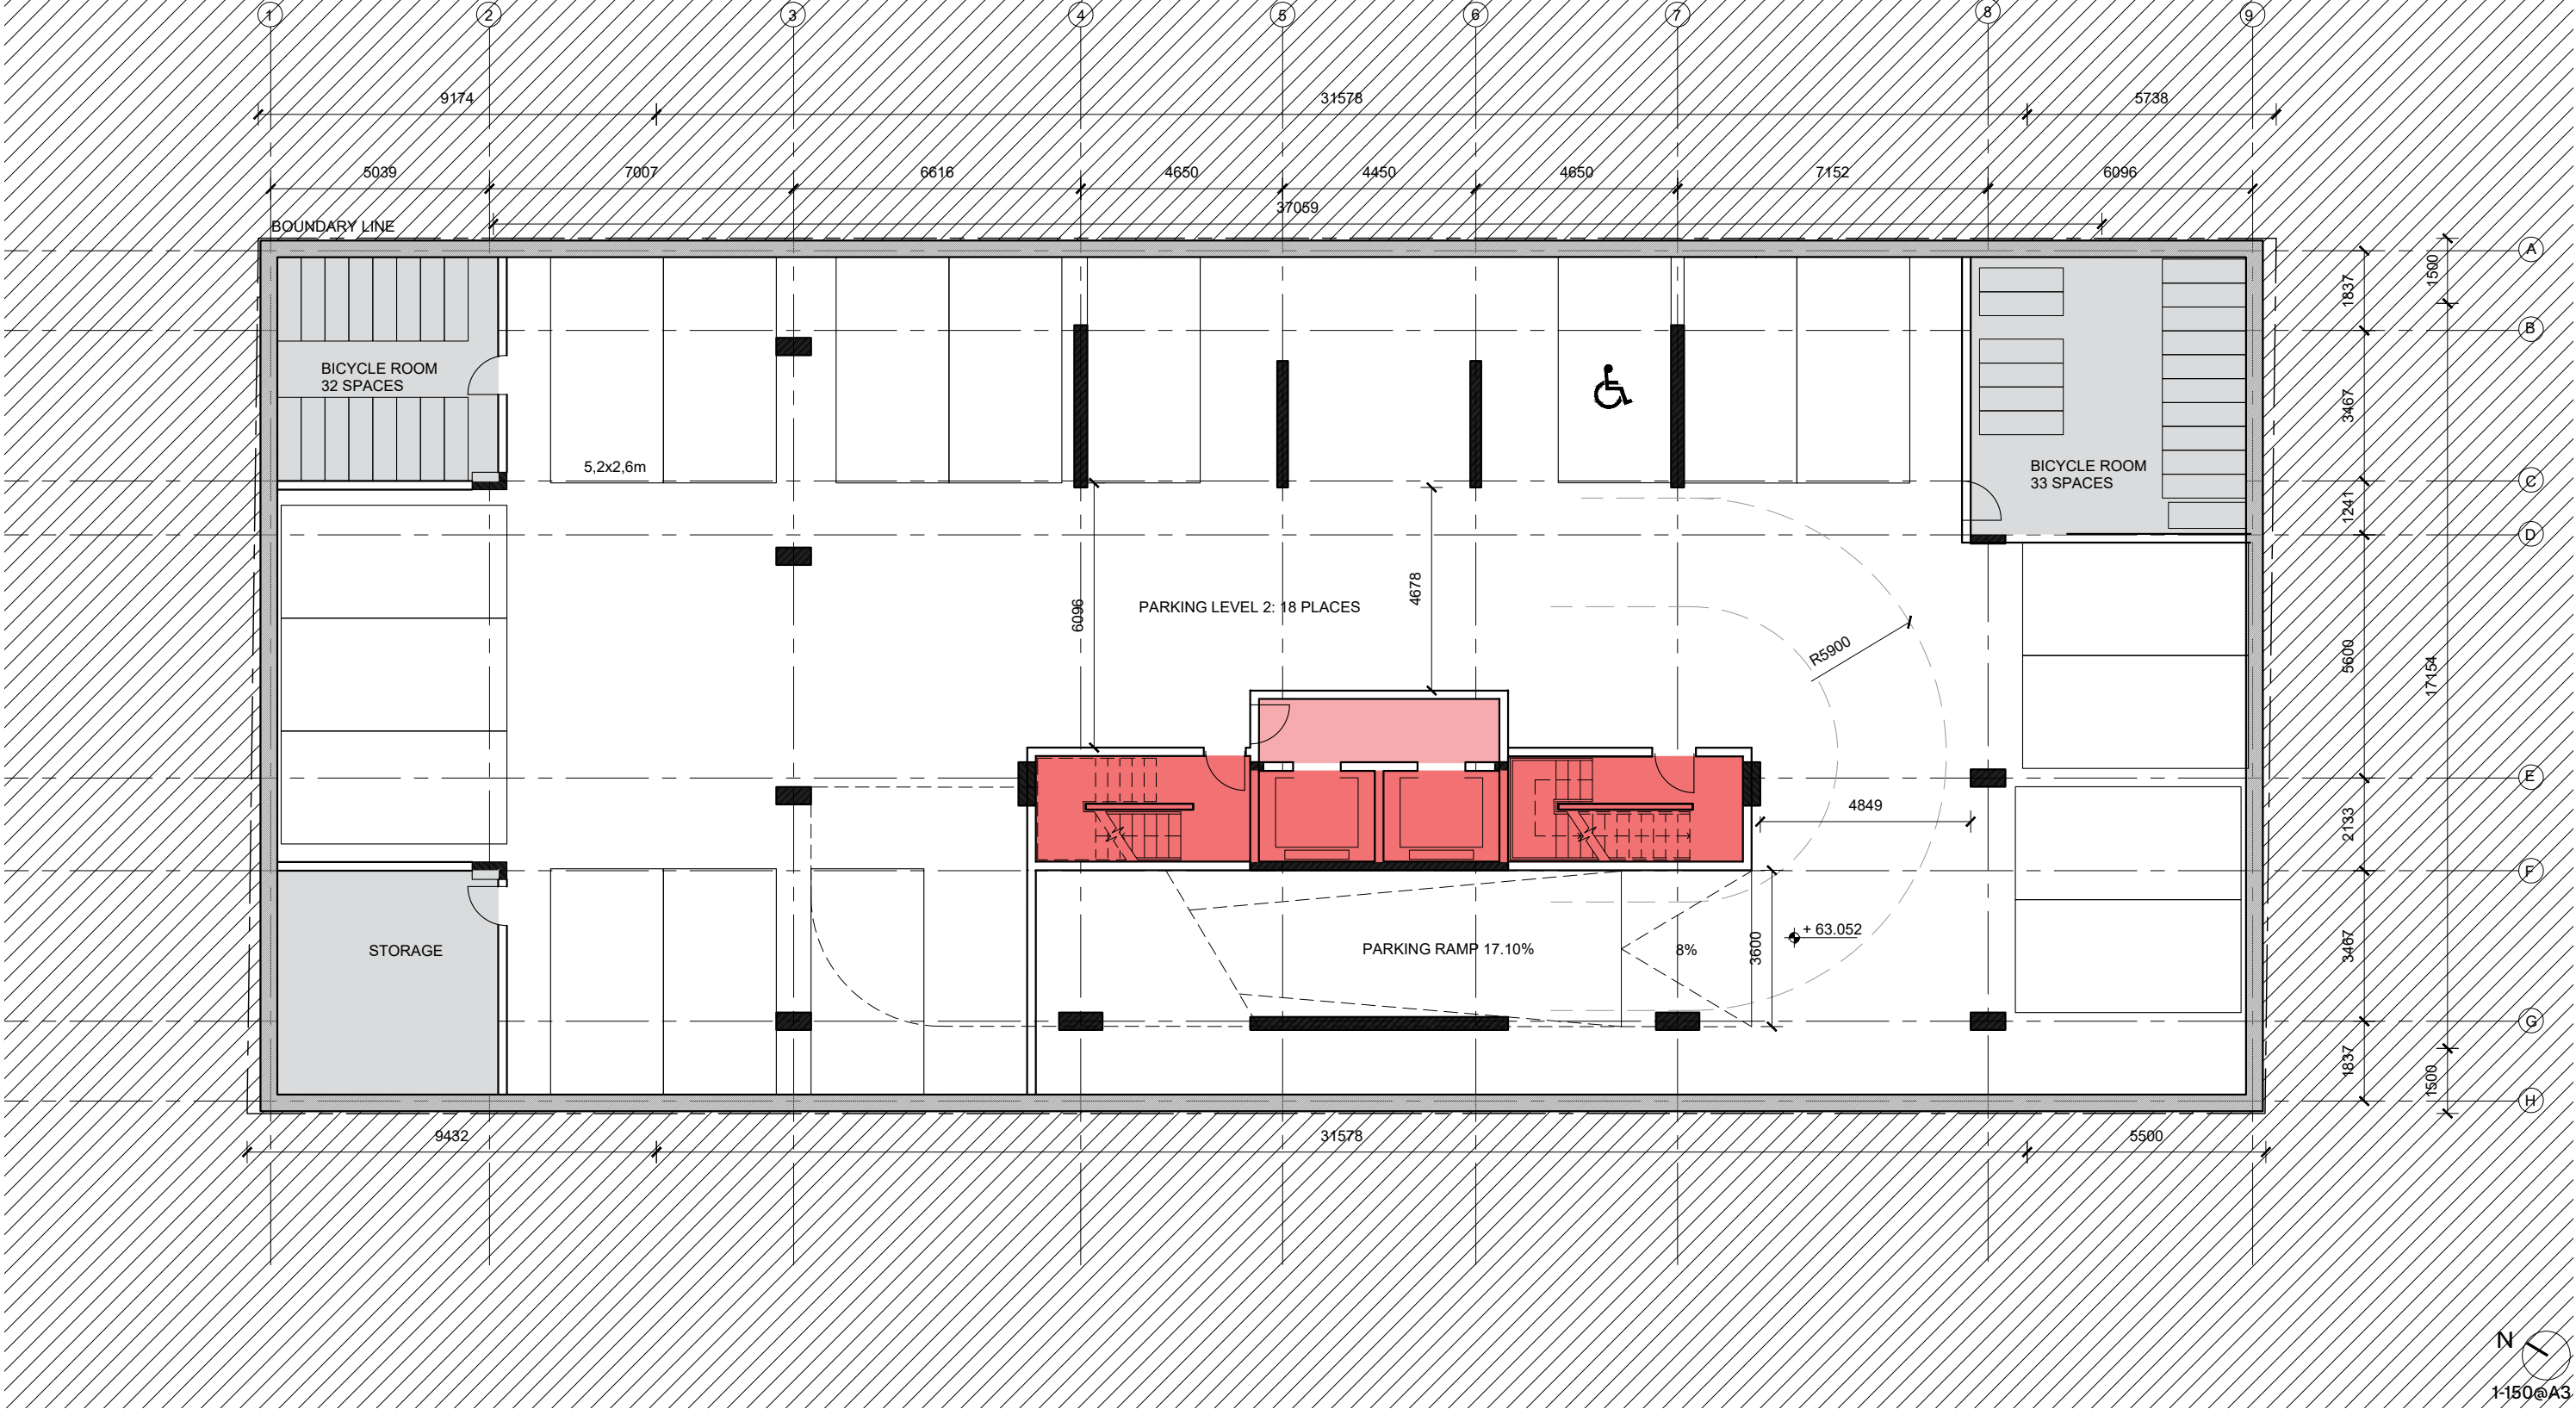 1 2 3 4 5 6 7 8 9
9174 31578 5738
5039 7007 6616 4650 4450 4650 7152 6096
37059
BOUNDARY LINE
A
1500
1837
B
BICYCLE ROOM
32 SPACES
3467
5,2x2,6m
BICYCLE ROOM
33 SPACES
C
1241
D
6096
4678
PARKING LEVEL 2: 18 PLACES
R5900
5600
17154
E
4849
2133
F
STORAGE
PARKING RAMP 17.10%
8%
3600
+ 63.052
3467
G
1837
1500
H
9432 31578 5500
N
1-150@A3